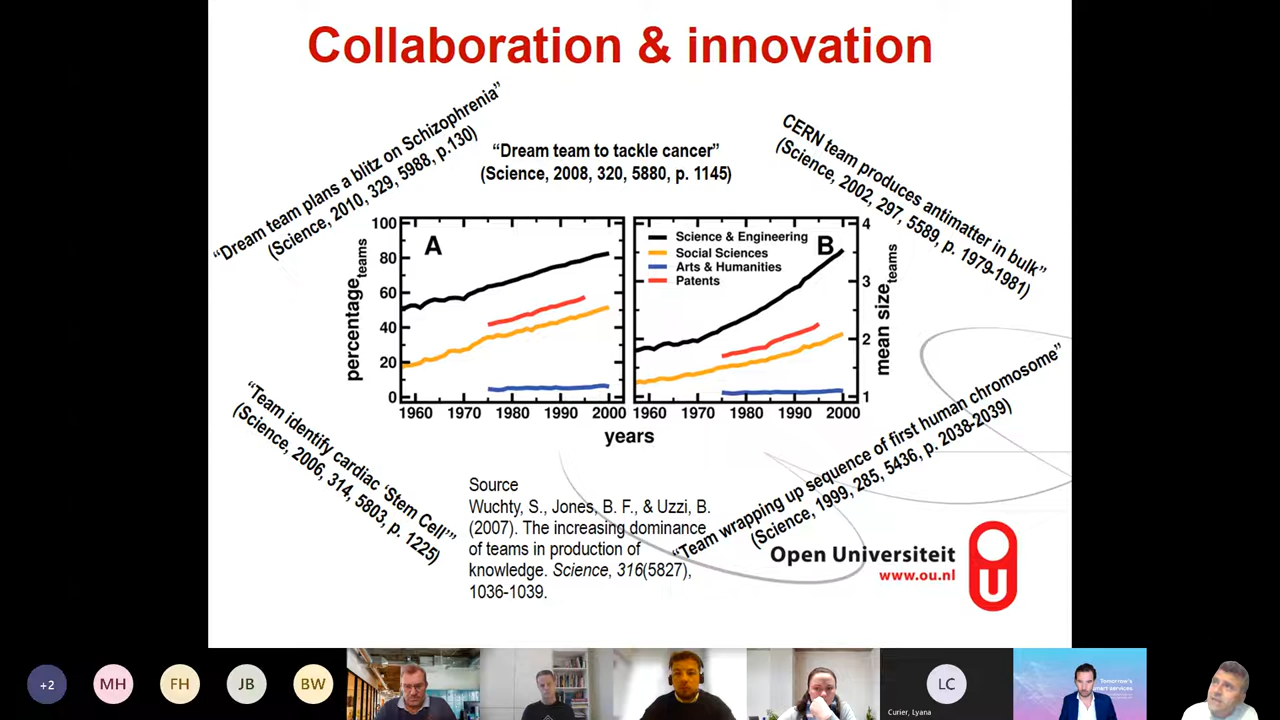 Collaboration & innovation
“Dream team plans a blitz on Schizophrenia”
(Science, 2010, 329, 5988, p.130)
“Dream team to tackle cancer”
(Science, 2008, 320, 5880, p. 1145)
CERN team produces antimatter in bulk”
(Science, 2002, 297, 5589, p. 1979-1981)
100
80
60
40
20
0
percentage teams
A
1960 1970 1980 1990 2000
B
Science & Engineering
Social Sciences
Arts & Humanities
Patents
4
3
2
1
mean size teams
1960 1970 1980 1990 2000
years
“Team identify cardiac ‘Stem Cell’”
(Science, 2006, 314, 5803, p. 1225)
“Team wrapping up sequence of first human chromosome”
(Science, 1999, 285, 5436, p. 2038-2039)
Source
Wuchty, S., Jones, B. F., & Uzzi, B.
(2007). The increasing dominance
of teams in production of
knowledge. Science, 316(5827),
1036-1039.
Open Universiteit
www.ou.nl
+2
MH
FH
JB
BW
LC
Curier, Lyana
Tomorrow's
smart services